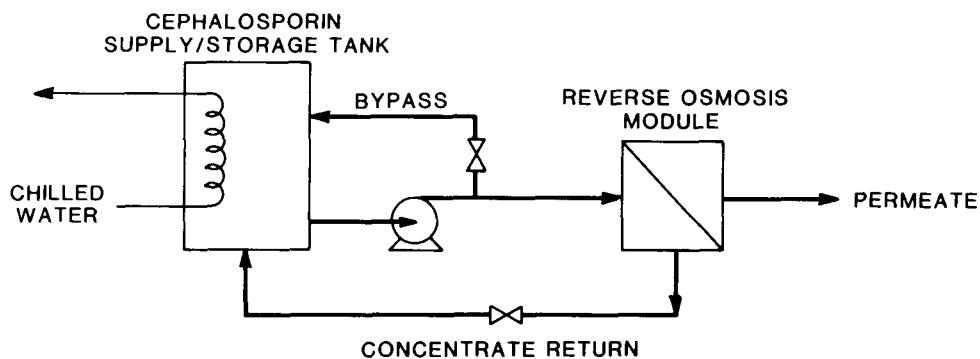 CEPHALOSPORIN
SUPPLY/STORAGE TANK
BYPASS
REVERSE OSMOSIS
MODULE
CHILLED
WATER
PERMEATE
CONCENTRATE RETURN